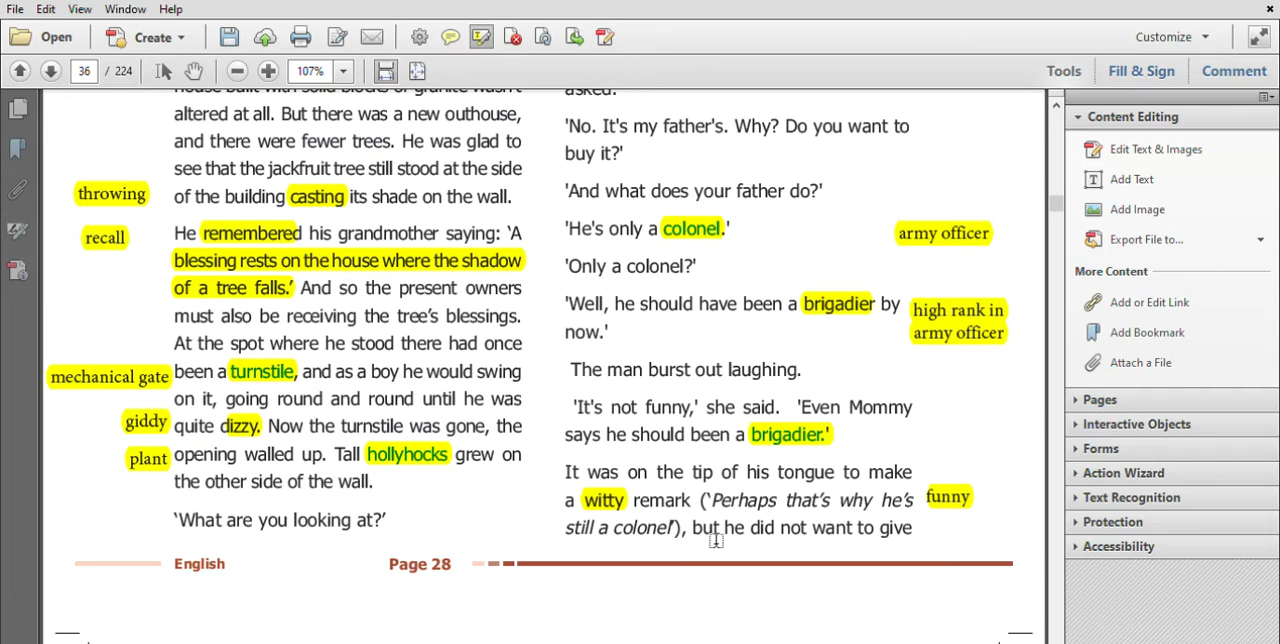 File Edit View Window Help
Open Create Customize
36 / 224 107% Tools Fill & Sign Comment
house built with solid blocks of granite wasn't
altered at all. But there was a new outhouse,
and there were fewer trees. He was glad to
see that the jackfruit tree still stood at the side
throwing
of the building casting its shade on the wall.
recall
He remembered his grandmother saying: ‘A
blessing rests on the house where the shadow
of a tree falls.’ And so the present owners
must also be receiving the tree’s blessings.
At the spot where he stood there had once
mechanical gate
been a turnstile, and as a boy he would swing
on it, going round and round until he was
giddy
quite dizzy. Now the turnstile was gone, the
plant
opening walled up. Tall hollyhocks grew on
the other side of the wall.
‘What are you looking at?’
asked.
'No. It's my father's. Why? Do you want to
buy it?'
'And what does your father do?'
'He's only a colonel.'
army officer
'Only a colonel?'
'Well, he should have been a brigadier by
now.'
high rank in
army officer
The man burst out laughing.
'It's not funny,' she said. 'Even Mommy
says he should been a brigadier.'
It was on the tip of his tongue to make
a witty remark (‘Perhaps that’s why he’s
funny
still a colonel’), but he did not want to give
English Page 28
Content Editing
Edit Text & Images
Add Text
Add Image
Export File to...
More Content
Add or Edit Link
Add Bookmark
Attach a File
Pages
Interactive Objects
Forms
Action Wizard
Text Recognition
Protection
Accessibility